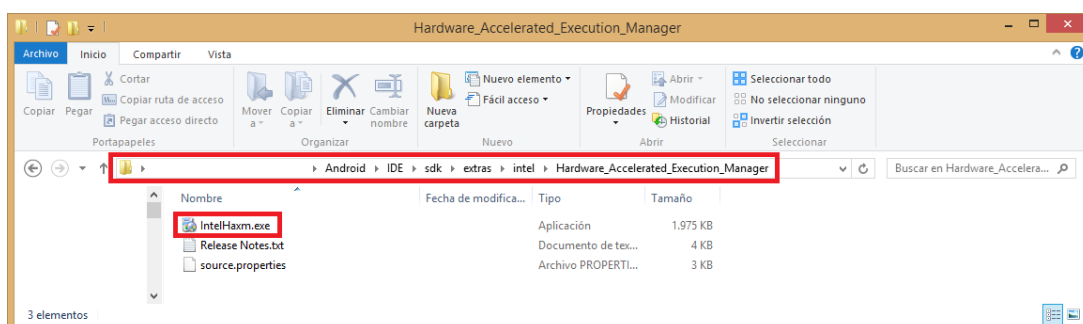 Hardware_Accelerated_Execution_Manager
Archivo Inicio Compartir Vista
Copiar
Pegar
Cortar
Copiar ruta de acceso
Pegar acceso directo
Portapapeles
Mover a
Copiar a
Eliminar
Cambiar nombre
Organizar
Nueva carpeta
Nuevo elemento
Fácil acceso
Nuevo
Propiedades
Abrir
Modificar
Historial
Abrir
Seleccionar todo
No seleccionar ninguno
Invertir selección
Seleccionar
Android IDE sdk extras intel Hardware_Accelerated_Execution_Manager
Buscar en Hardware_Accelera...
Nombre Fecha de modifica... Tipo Tamaño
IntelHaxm.exe Aplicación 1.975 KB
Release Notes.txt Documento de tex... 4 KB
source.properties Archivo PROPERTI... 3 KB
3 elementos